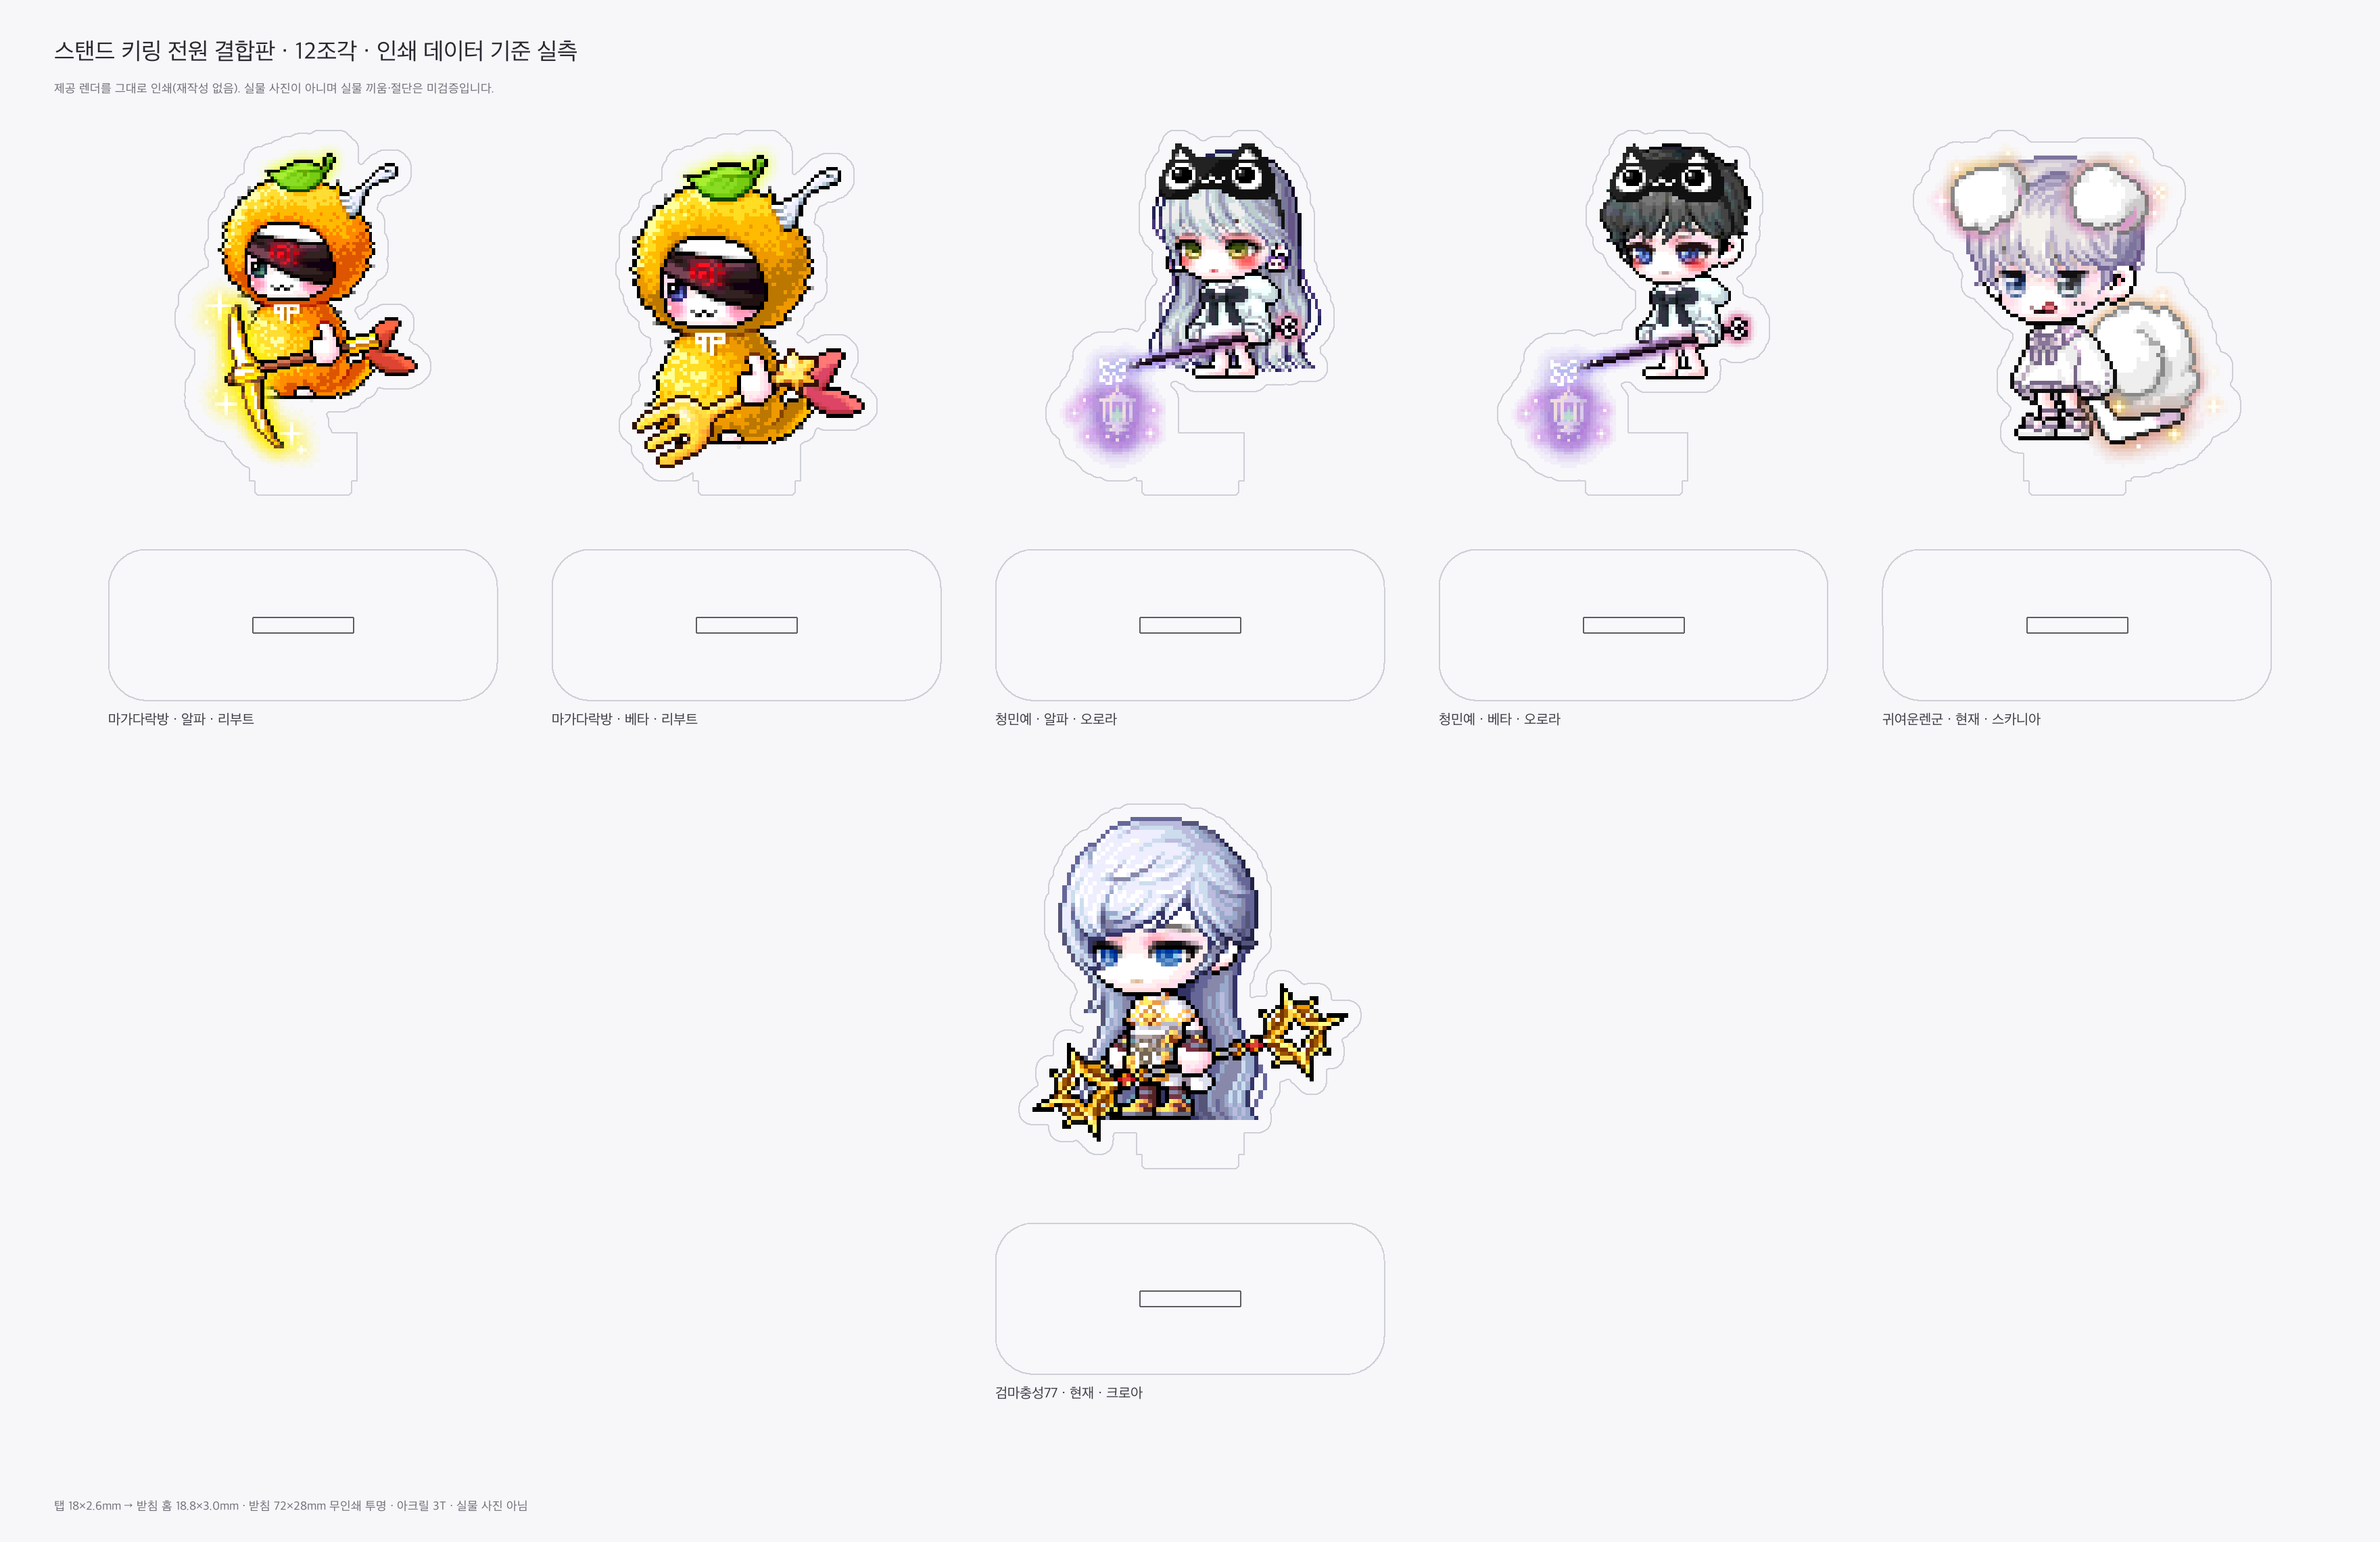 스탠드 키링 전원 결합판 · 12조각 · 인쇄 데이터 기준 실측
제공 렌더를 그대로 인쇄(재작성 없음). 실물 사진이 아니며 실물 끼움·절단은 미검증입니다.
마가다락방 · 알파 · 리부트
마가다락방 · 베타 · 리부트
청민예 · 알파 · 오로라
청민예 · 베타 · 오로라
귀여운렌군 · 현재 · 스카니아
검마충성77 · 현재 · 크로아
탭 18×2.6mm → 받침 홈 18.8×3.0mm · 받침 72×28mm 무인쇄 투명 · 아크릴 3T · 실물 사진 아님